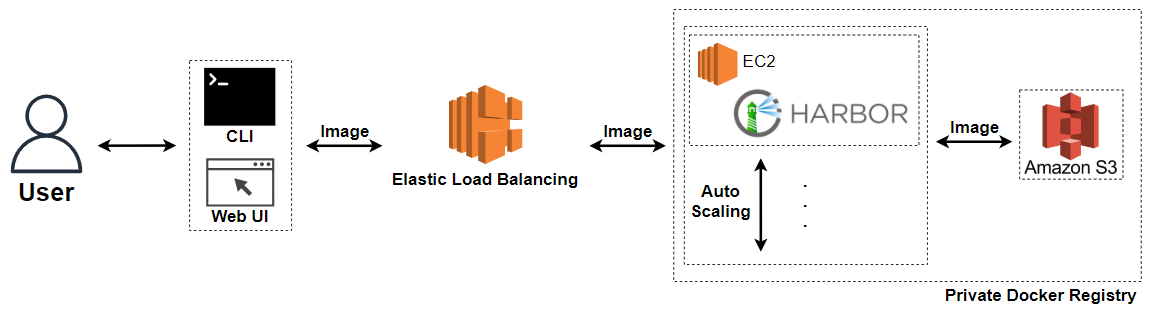 User
CLI
Web UI
Image
Elastic Load Balancing
Image
EC2
HARBOR
Auto
Scaling
Image
Amazon S3
Private Docker Registry